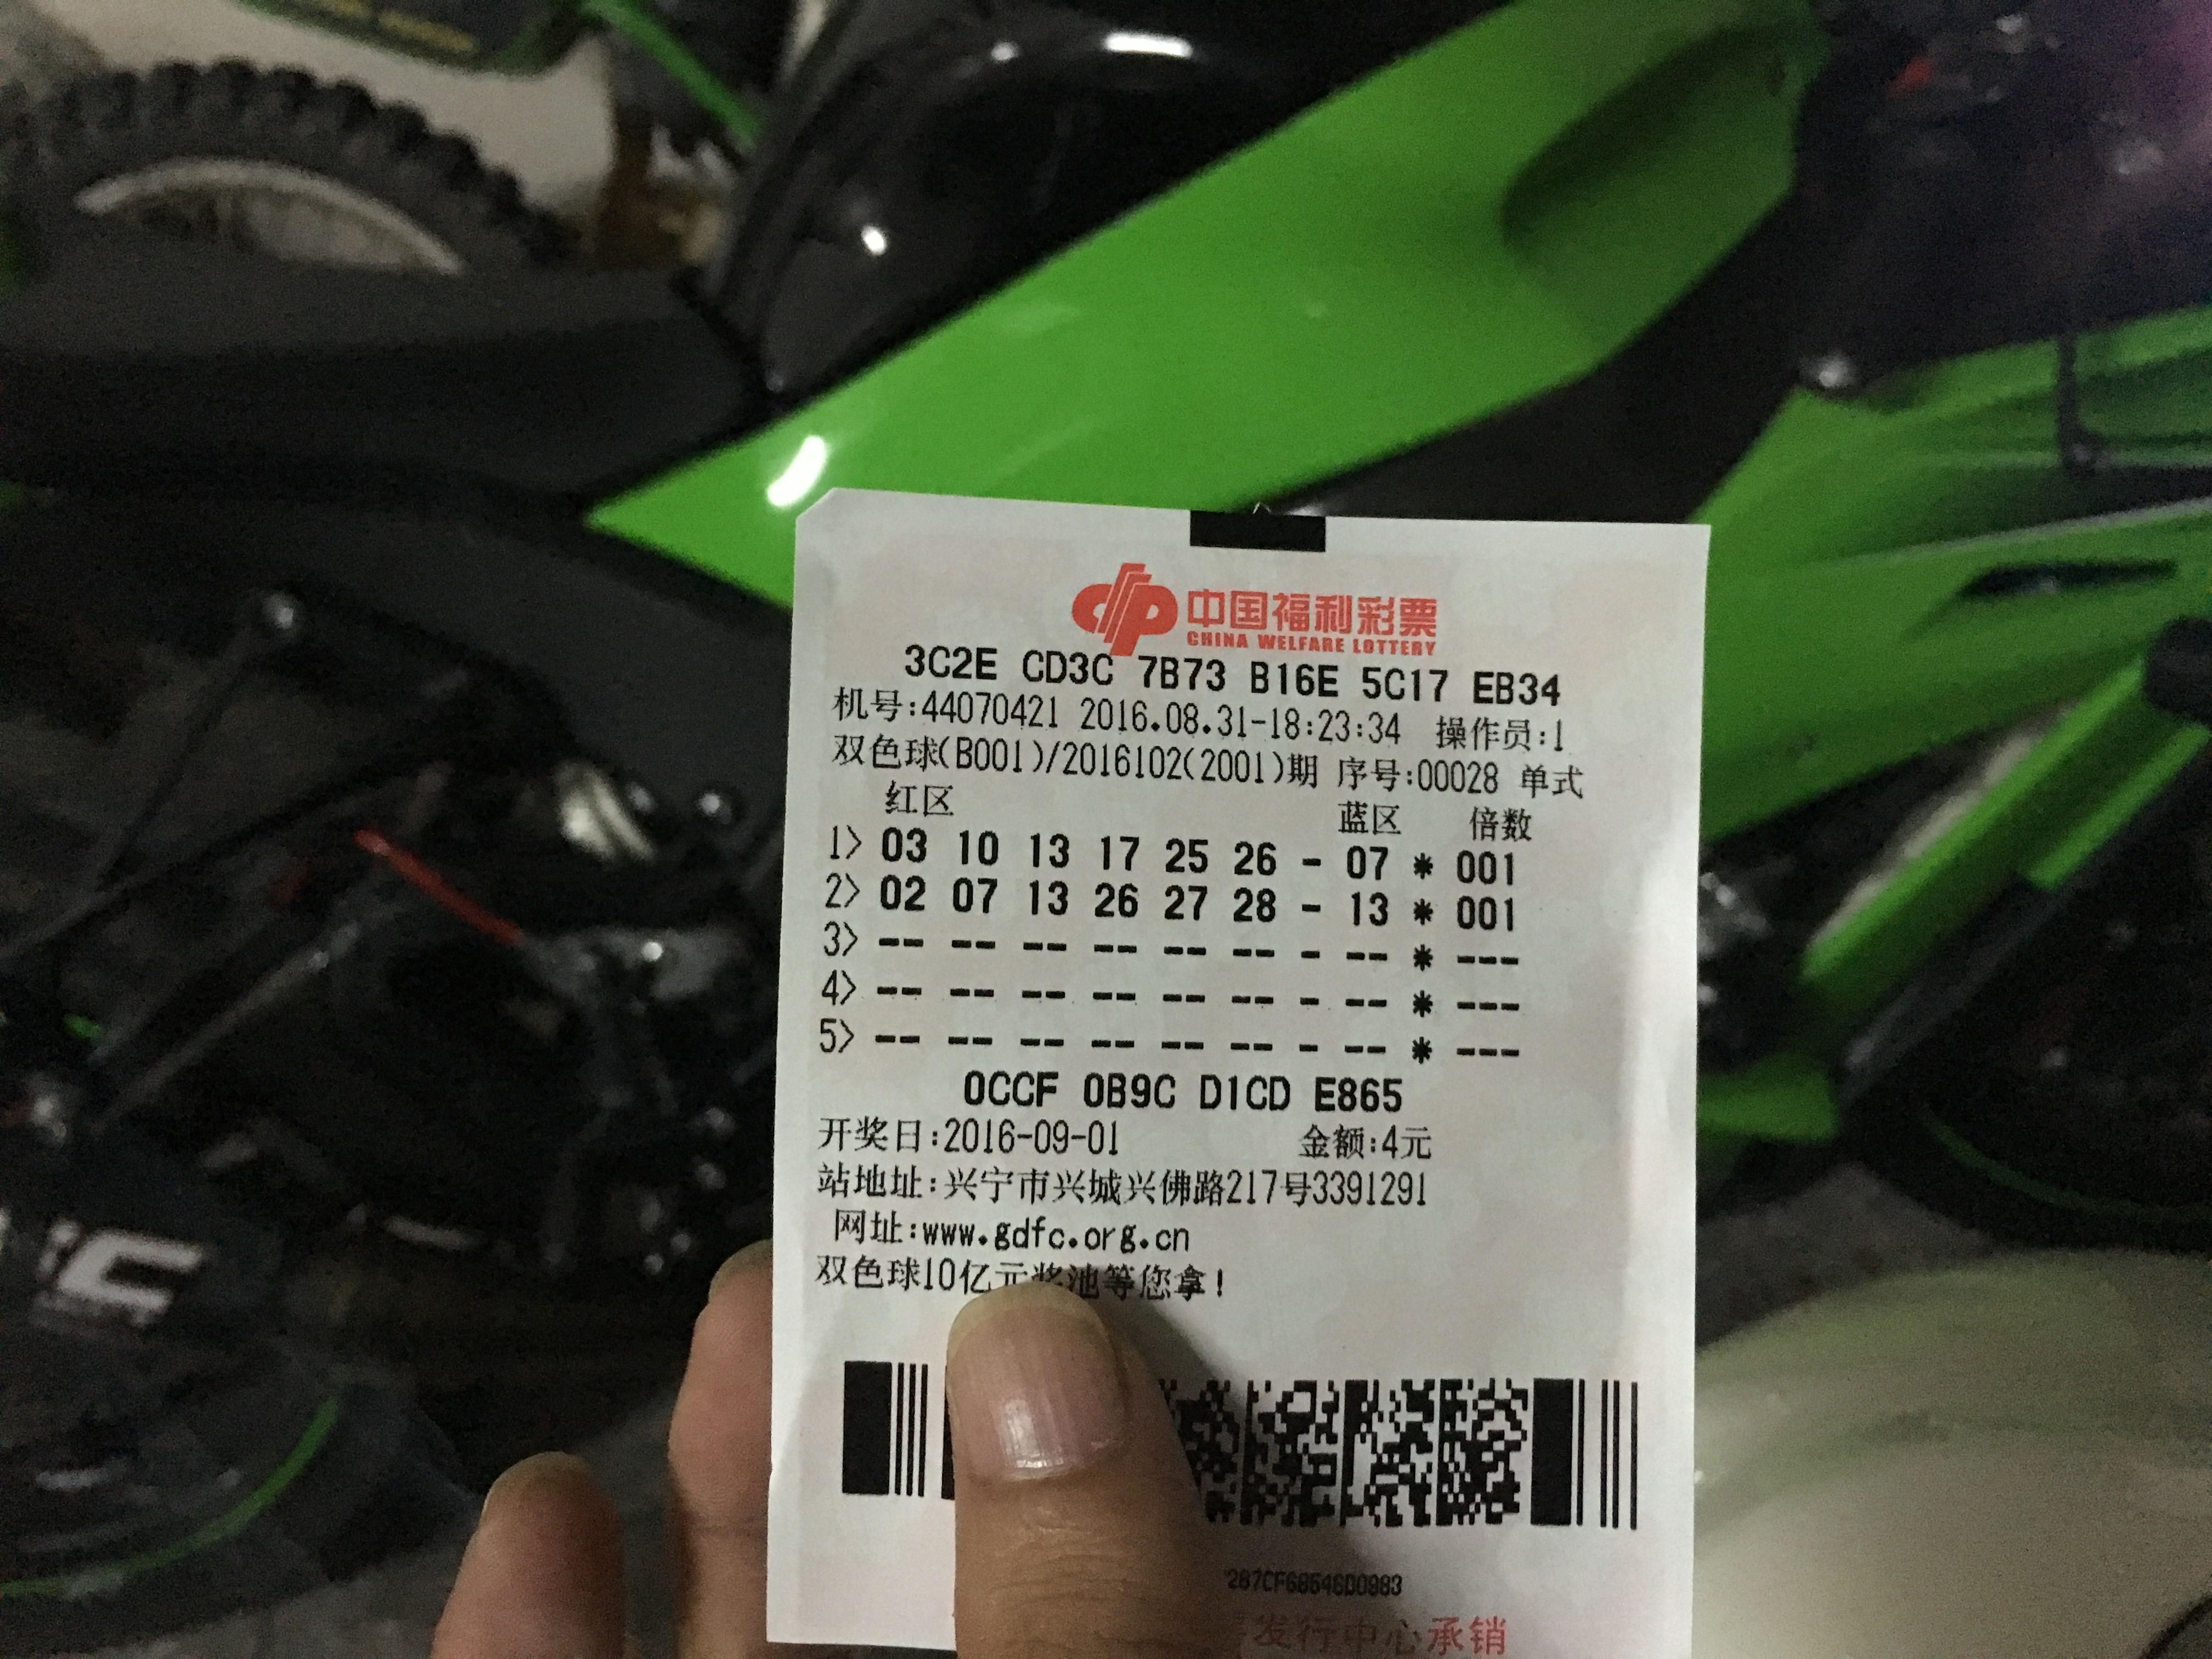 中国福利彩票
CHINA WELFARE LOTTERY
3C2E CD3C 7B73 B16E 5C17 EB34
机号:44070421 2016.08.31-18:23:34 操作员:1
双色球(B001)/2016102(2001)期 序号:00028 单式
红区 蓝区 倍数
1> 03 10 13 17 25 26 - 07 * 001
2> 02 07 13 26 27 28 - 13 * 001
3> -- -- -- -- -- -- - -- * ---
4> -- -- -- -- -- -- - -- * ---
5> -- -- -- -- -- -- - -- * ---
0CCF 0B9C D1CD E865
开奖日:2016-09-01 金额:4元
站地址:兴宁市兴城兴佛路217号3391291
网址:www.gdfc.org.cn
双色球10亿元奖池等您拿!
发行中心承销